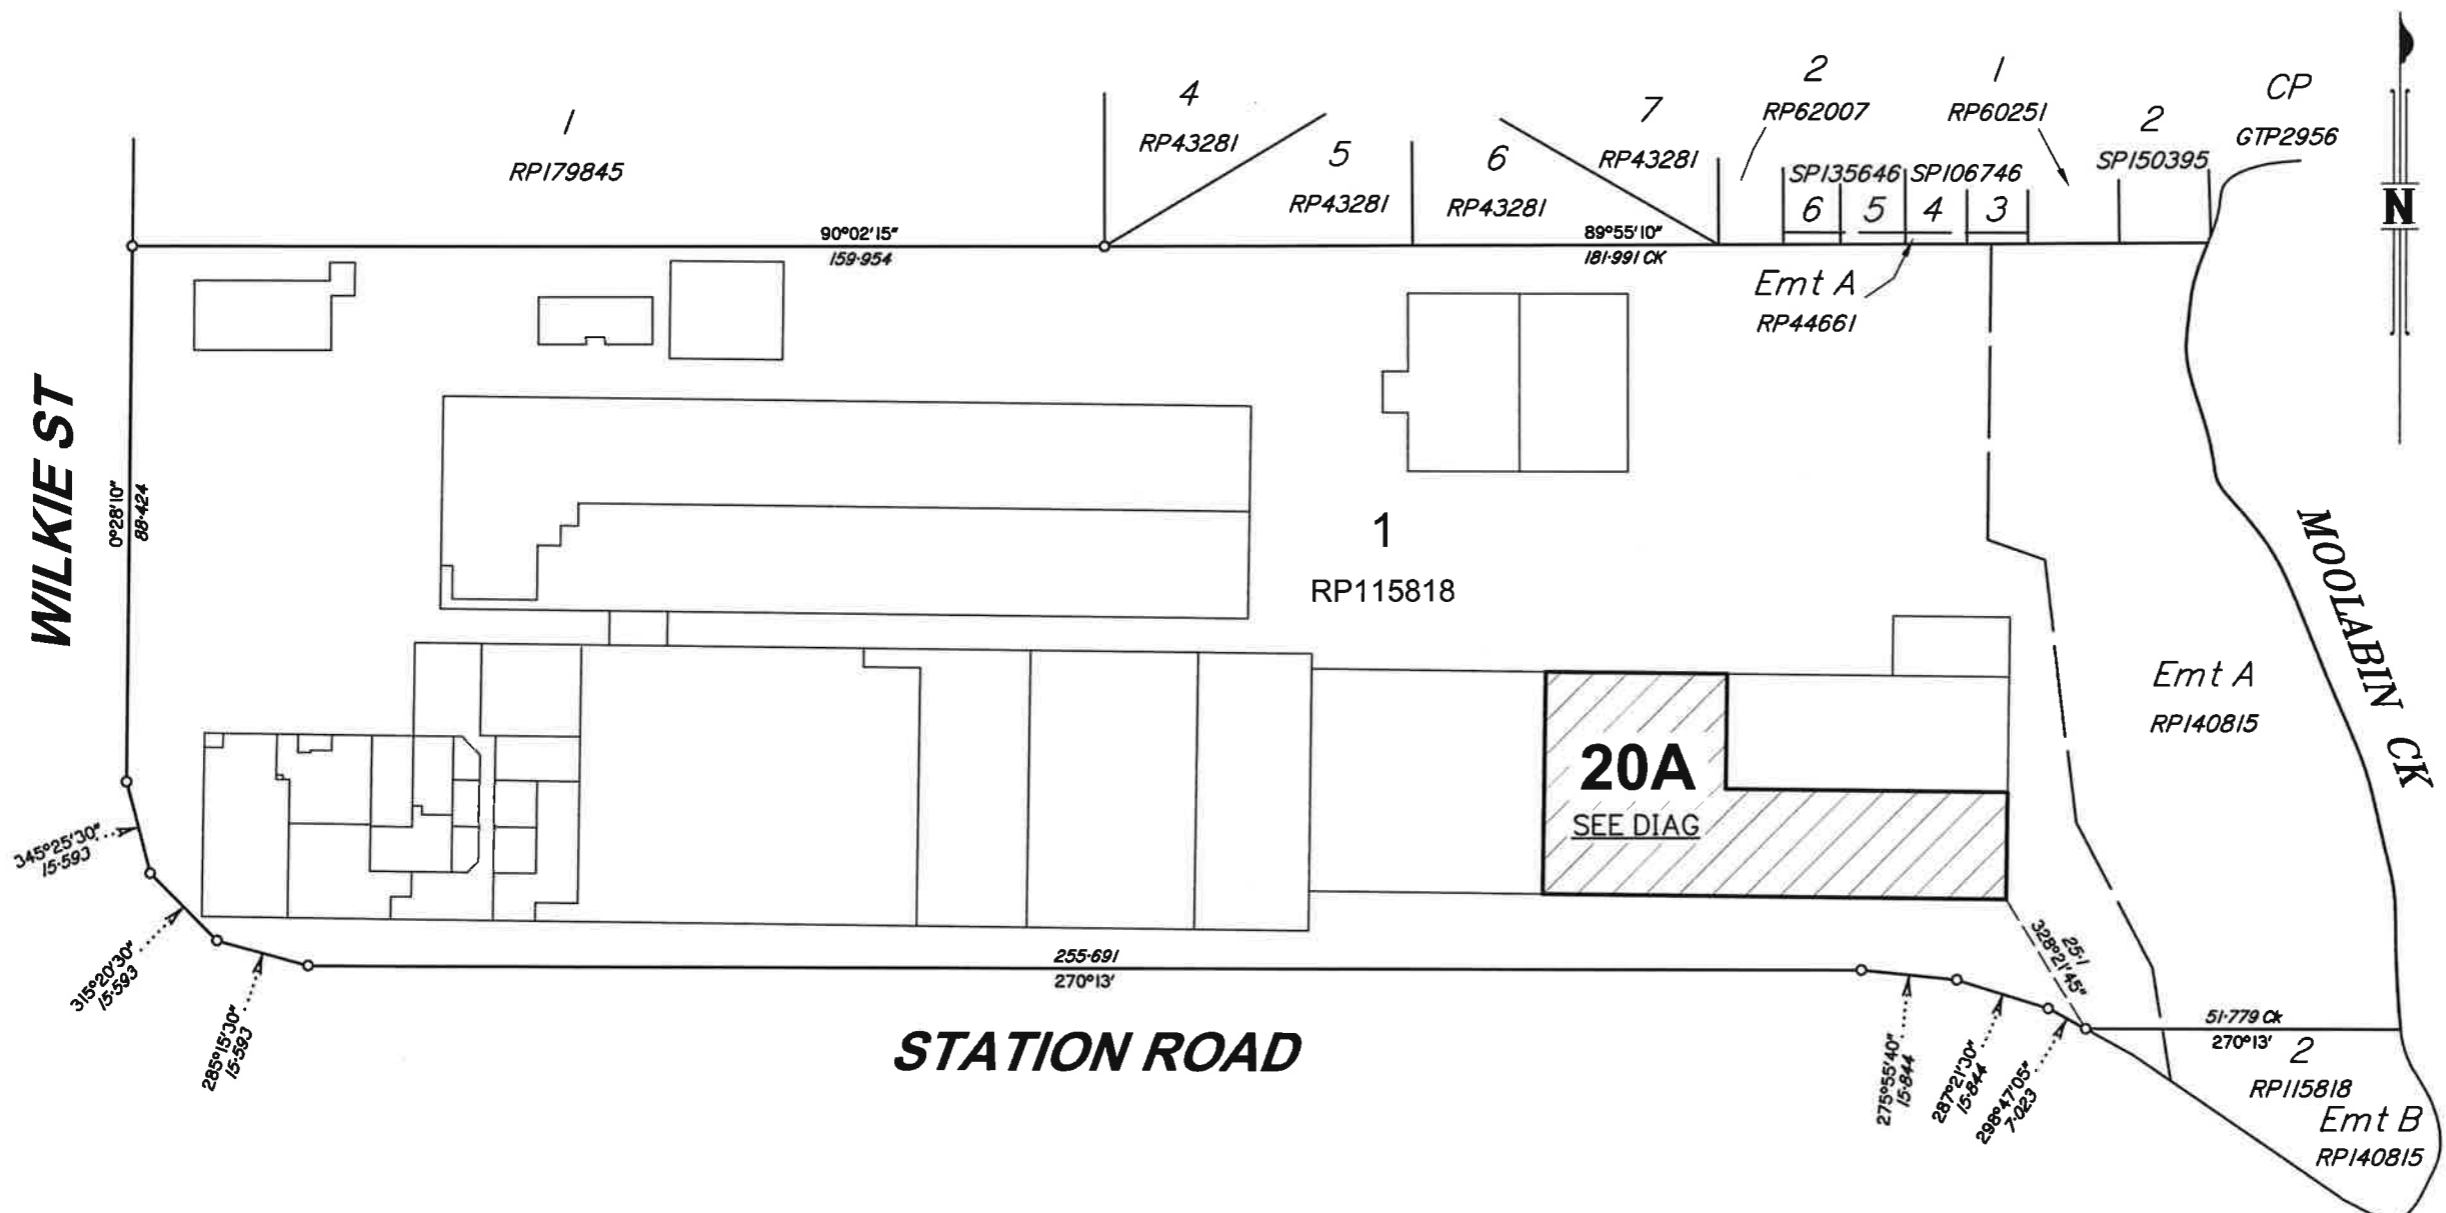 1
RP179845
4
RP43281
5
RP43281
6
RP43281
7
RP43281
2
RP62007
1
RP60251
SP135646
SP106746
6
5
4
3
2
SP150395
CP
GTP2956
N
90°02'15"
159·954
89°55'10"
181·991 CK
Emt A
RP44661
WILKIE ST
0°28'10"
88·424
1
RP115818
MOOLABIN CK
Emt A
RP140815
20A
SEE DIAG
345°25'30"
15·593
315°20'30"
15·593
285°15'30"
15·593
255·691
270°13'
STATION ROAD
25·1
328°21'45"
275°55'40"
15·844
287°21'30"
15·844
298°47'05"
7·023
51·779 Ck
270°13'
2
RP115818
Emt B
RP140815